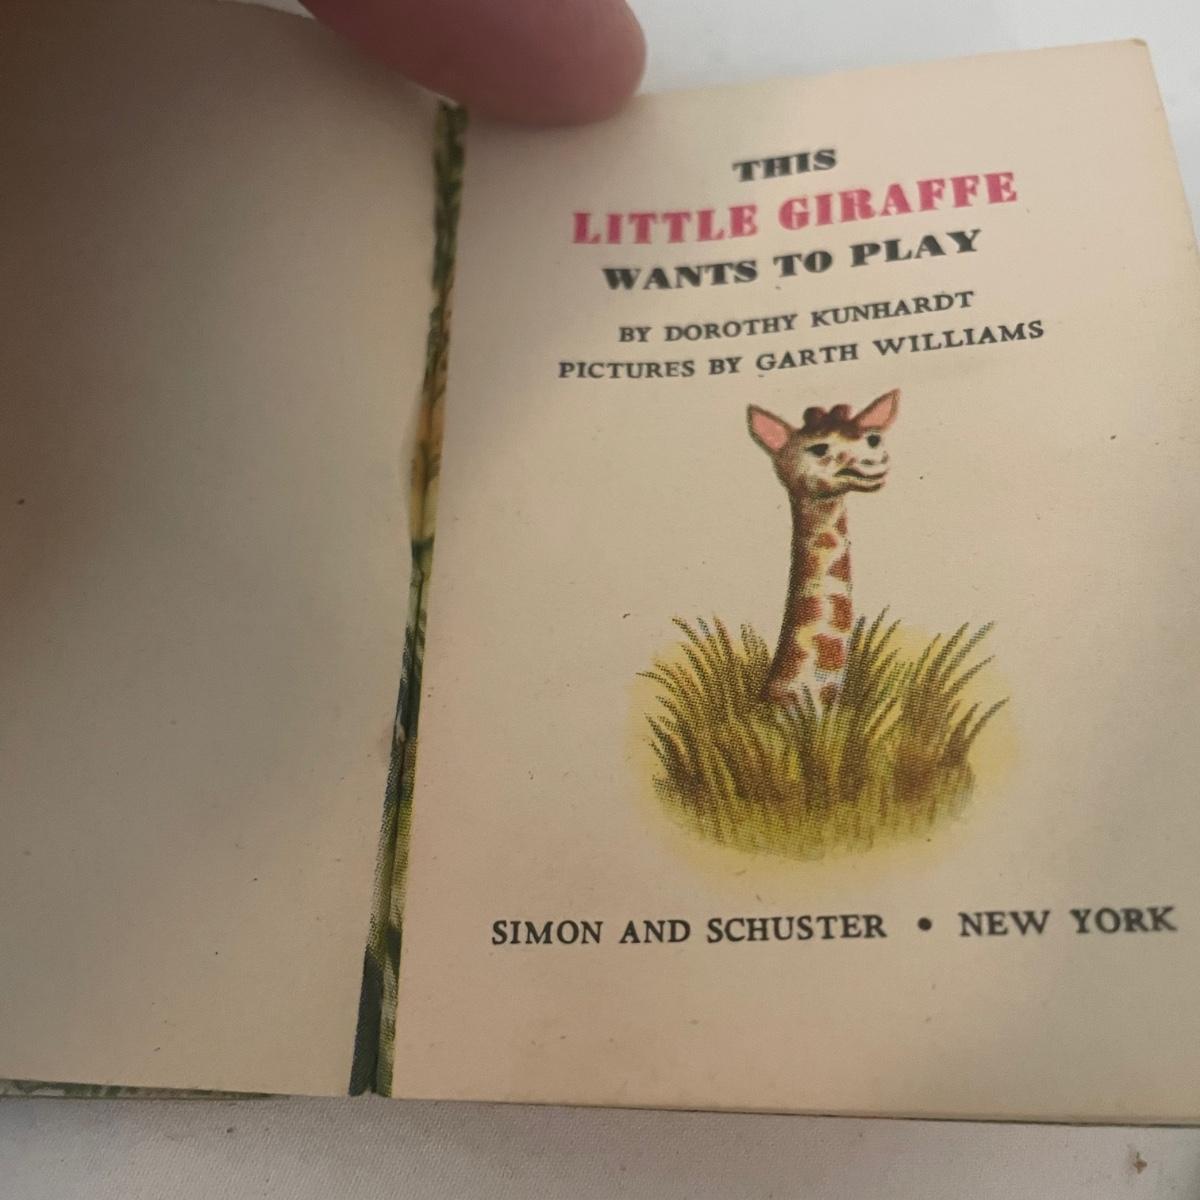 THIS
LITTLE GIRAFFE
WANTS TO PLAY
BY DOROTHY KUNHARDT
PICTURES BY GARTH WILLIAMS
SIMON AND SCHUSTER • NEW YORK